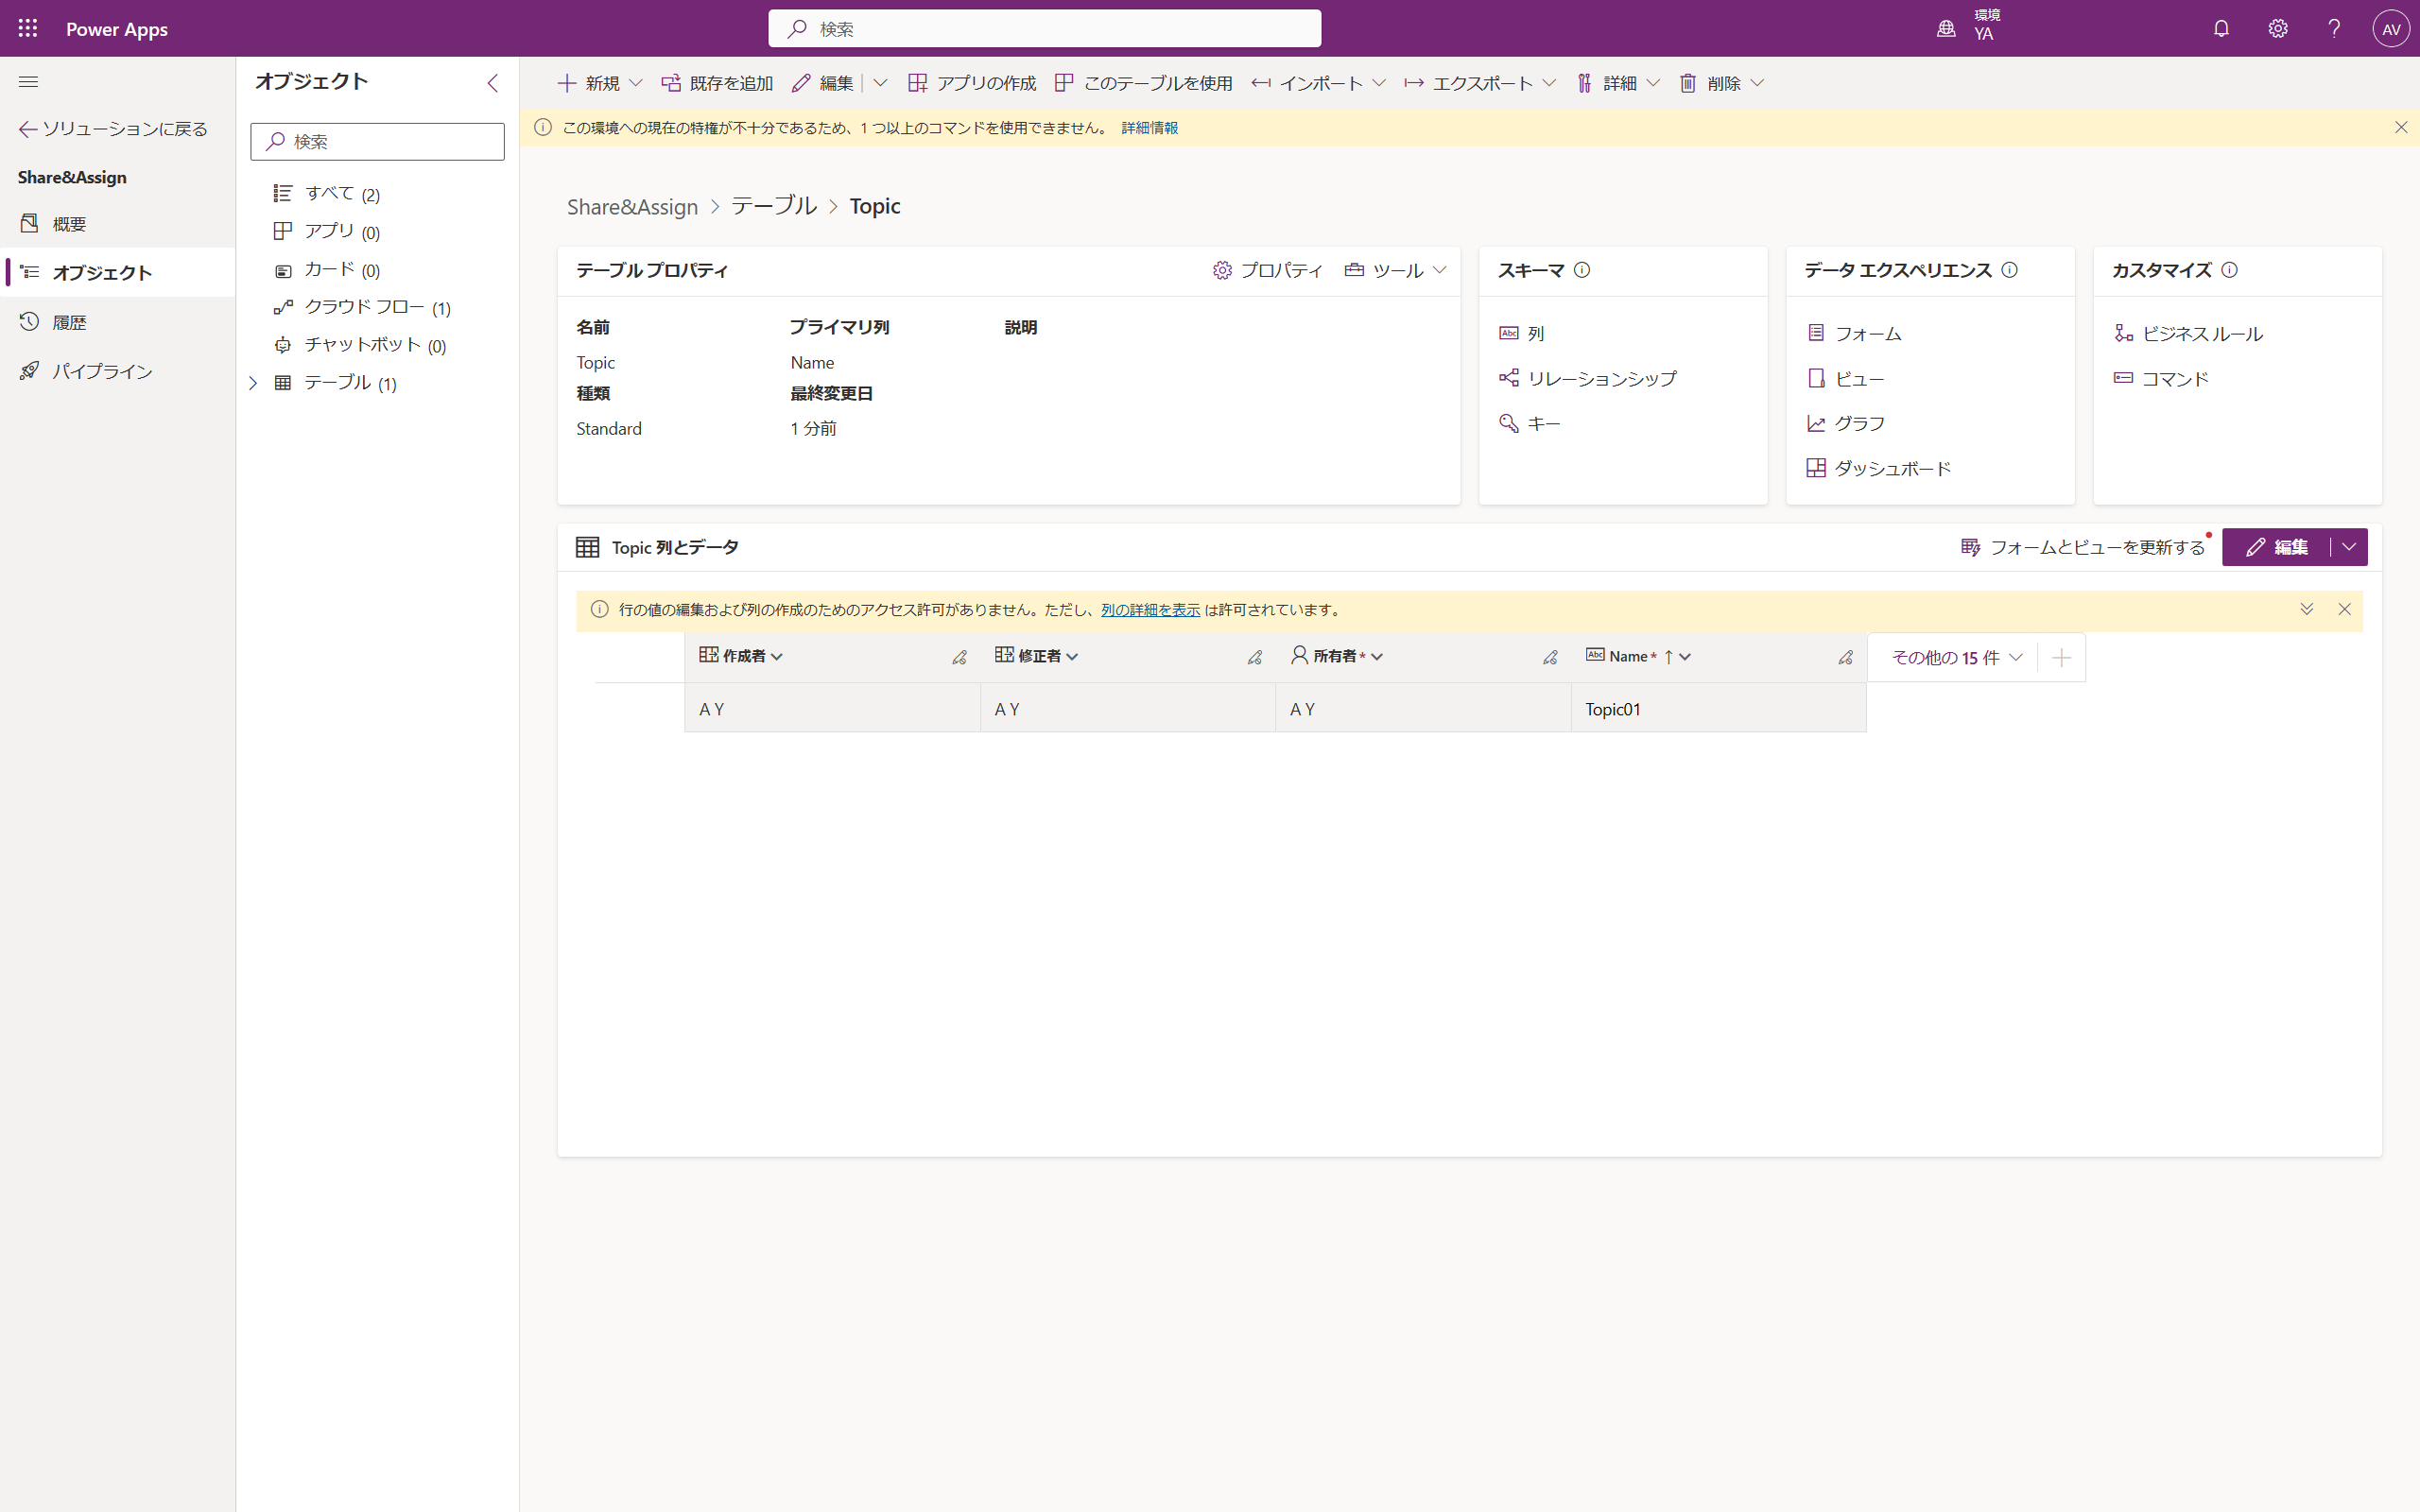 Power Apps
検索
環境
YA
AV
オブジェクト
新規
既存を追加
編集
アプリの作成
このテーブルを使用
インポート
エクスポート
詳細
削除
ソリューションに戻る
検索
この環境への現在の特権が不十分であるため、1 つ以上のコマンドを使用できません。 詳細情報
Share&Assign
概要
オブジェクト
履歴
パイプライン
すべて (2)
アプリ (0)
カード (0)
クラウド フロー (1)
チャットボット (0)
テーブル (1)
Share&Assign > テーブル > Topic
テーブル プロパティ
プロパティ
ツール
名前
プライマリ列
説明
Topic
Name
種類
最終変更日
Standard
1 分前
スキーマ
Abc 列
リレーションシップ
キー
データ エクスペリエンス
フォーム
ビュー
グラフ
ダッシュボード
カスタマイズ
ビジネス ルール
コマンド
Topic 列とデータ
フォームとビューを更新する
編集
行の値の編集および列の作成のためのアクセス許可がありません。ただし、列の詳細を表示 は許可されています。
作成者
修正者
所有者 *
Abc Name * ↑
その他の 15 件
A Y
A Y
A Y
Topic01